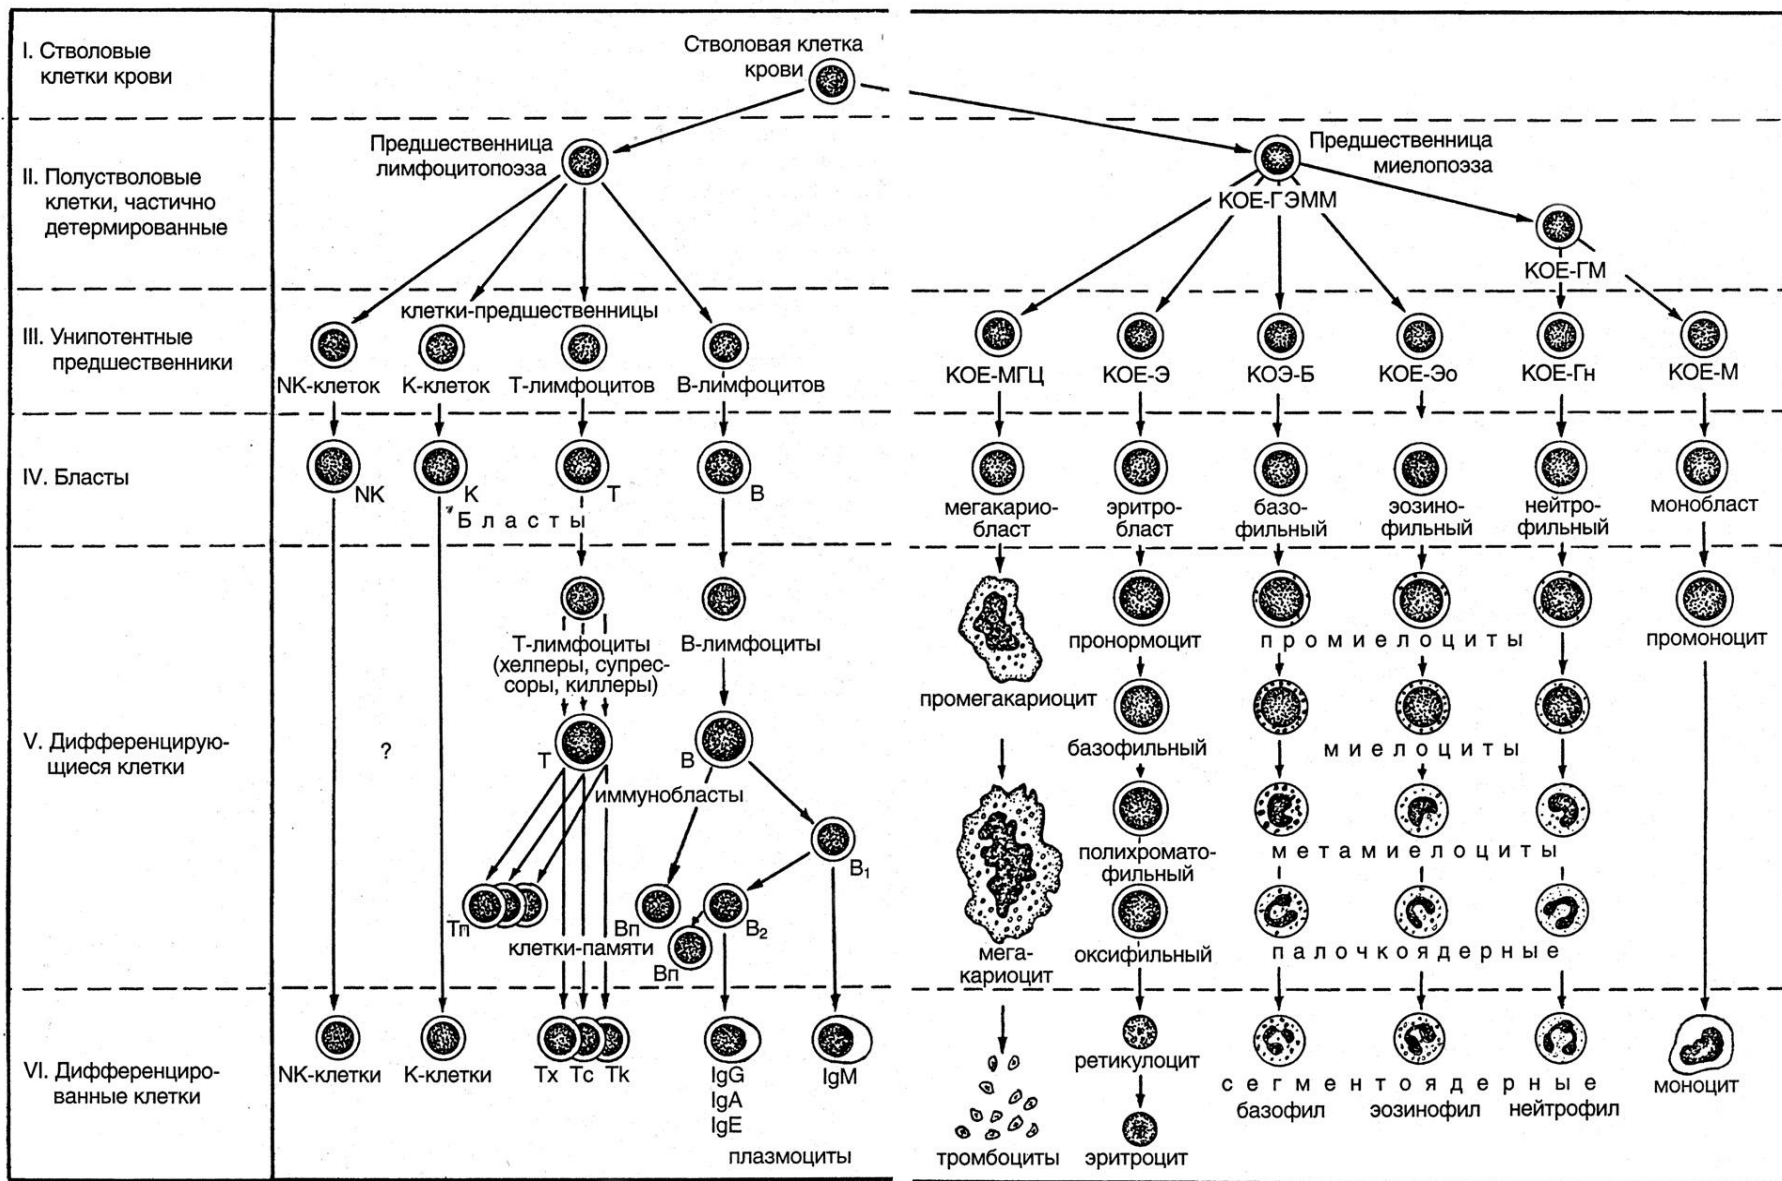 I. Стволовые
клетки крови
Стволовая клетка
крови
II. Полустволовые
клетки, частично
детермированные
Предшественница
лимфоцитопоэза
Предшественница
миелопоэза
КОЕ-ГЭММ
КОЕ-ГМ
III. Унипотентные
предшественники
клетки-предшественницы
NK-клеток К-клеток Т-лимфоцитов В-лимфоцитов
КОЕ-МГЦ КОЕ-Э КОЭ-Б КОЕ-Эо КОЕ-Гн КОЕ-М
IV. Бласты
NK К Т В
Бласты
мегакарио-
бласт
эритро-
бласт
базо-
фильный
эозино-
фильный
нейтро-
фильный
монобласт
V. Дифференцирую-
щиеся клетки
?
Т-лимфоциты
(хелперы, супрес-
соры, киллеры)
В-лимфоциты
Т В
иммунобласты
В1
Тп Вп В2
клетки-памяти
Вп
промегакариоцит
мега-
кариоцит
пронормоцит
базофильный
полихромато-
фильный
оксифильный
промиелоциты
миелоциты
метамиелоциты
палочкоядерные
промоноцит
VI. Дифференциро-
ванные клетки
NK-клетки К-клетки Тх Тс Tk
IgG
IgA
IgE
IgM
плазмоциты
тромбоциты
ретикулоцит
эритроцит
сегментоядерные
базофил эозинофил нейтрофил
моноцит